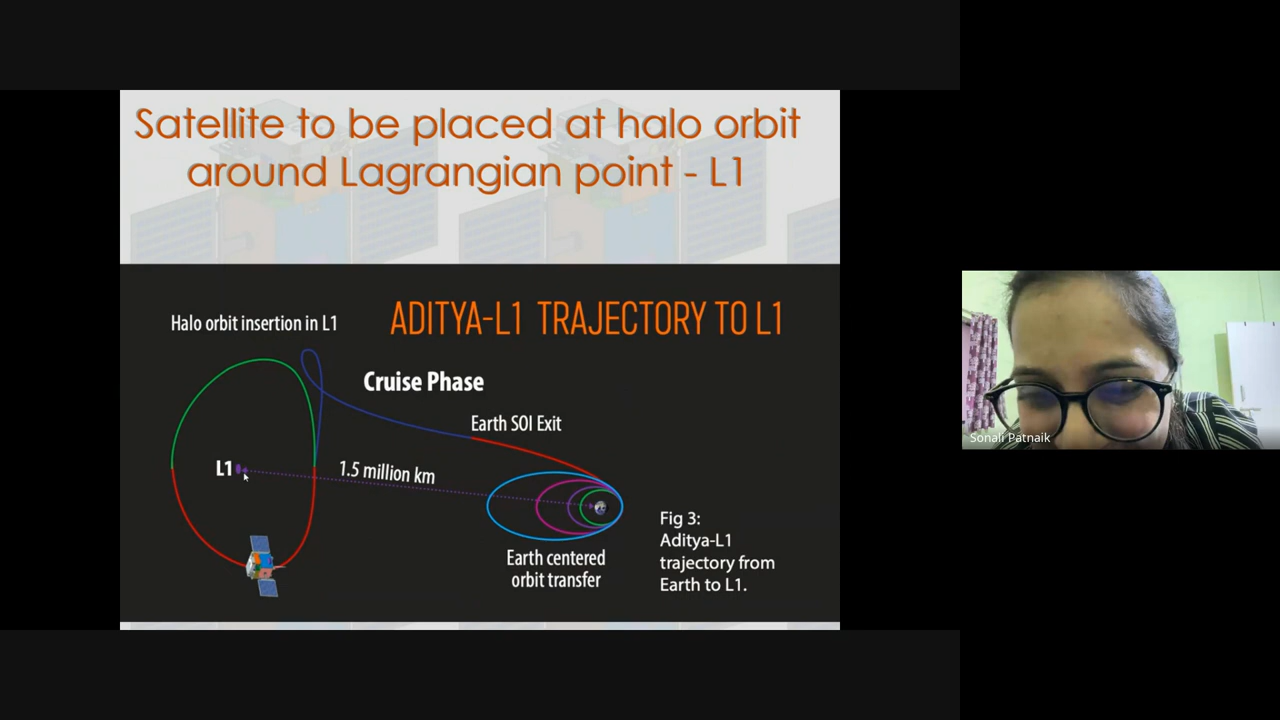 Satellite to be placed at halo orbit
around Lagrangian point - L1
ADITYA-L1 TRAJECTORY TO L1
Halo orbit insertion in L1
Cruise Phase
Earth SOI Exit
L1
1.5 million km
Earth centered
orbit transfer
Fig 3:
Aditya-L1
trajectory from
Earth to L1.
Sonali Patnaik